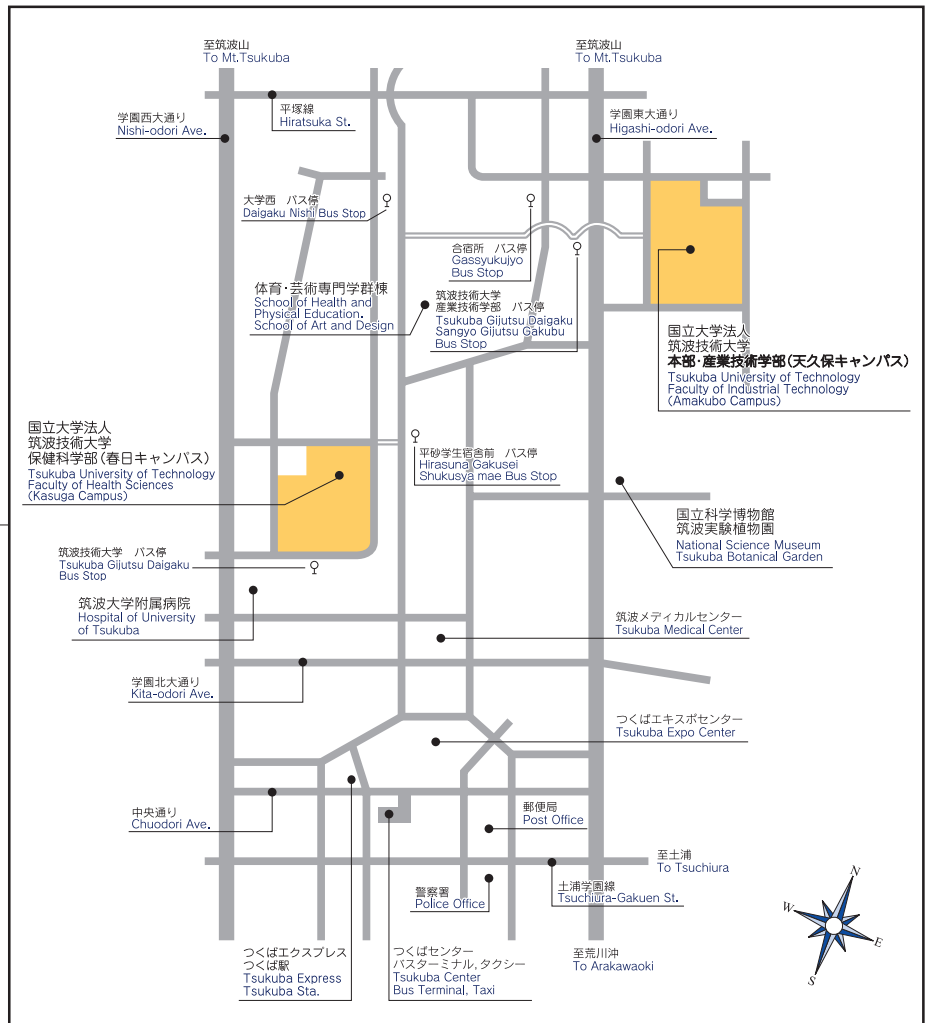 至筑波山
To Mt.Tsukuba
至筑波山
To Mt.Tsukuba
学園西大通り
Nishi-odori Ave.
平塚線
Hiratsuka St.
学園東大通り
Higashi-odori Ave.
大学西 バス停
Daigaku Nishi Bus Stop
合宿所 バス停
Gassyukujyo
Bus Stop
体育・芸術専門学群棟
School of Health and
Physical Education.
School of Art and Design
筑波技術大学
産業技術学部 バス停
Tsukuba Gijutsu Daigaku
Sangyo Gijutsu Gakubu
Bus Stop
国立大学法人
筑波技術大学
本部・産業技術学部(天久保キャンパス)
Tsukuba University of Technology
Faculty of Industrial Technology
(Amakubo Campus)
国立大学法人
筑波技術大学
保健科学部(春日キャンパス)
Tsukuba University of Technology
Faculty of Health Sciences
(Kasuga Campus)
平砂学生宿舎前 バス停
Hirasuna Gakusei
Shukusya mae Bus Stop
国立科学博物館
筑波実験植物園
National Science Museum
Tsukuba Botanical Garden
筑波技術大学 バス停
Tsukuba Gijutsu Daigaku
Bus Stop
筑波大学附属病院
Hospital of University
of Tsukuba
筑波メディカルセンター
Tsukuba Medical Center
学園北大通り
Kita-odori Ave.
つくばエキスポセンター
Tsukuba Expo Center
中央通り
Chuodori Ave.
郵便局
Post Office
至土浦
To Tsuchiura
警察署
Police Office
土浦学園線
Tsuchiura-Gakuen St.
つくばエクスプレス
つくば駅
Tsukuba Express
Tsukuba Sta.
つくばセンター
バスターミナル,タクシー
Tsukuba Center
Bus Terminal, Taxi
至荒川沖
To Arakawaoki
N
W
E
S